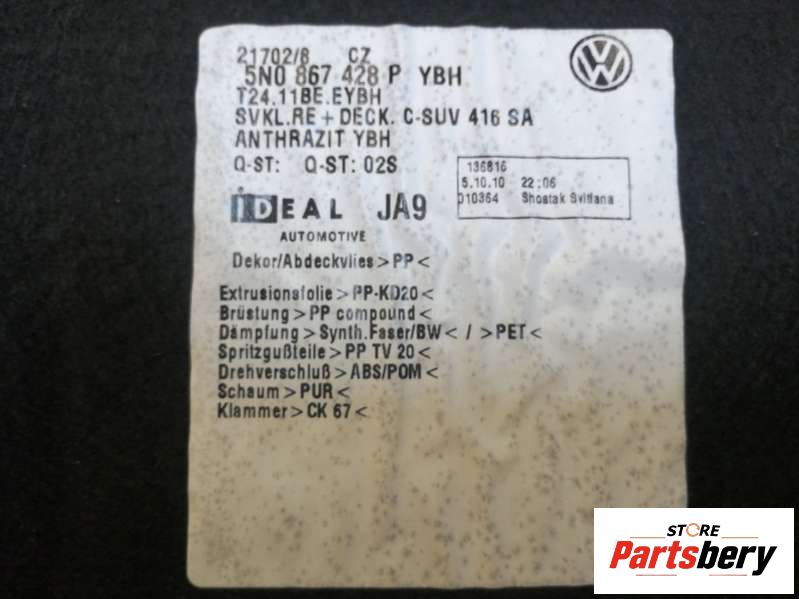 21702/8 CZ
5N0 867 428 P YBH
T24.11BE.EYBH
SVKL.RE + DECK. C-SUV 416 SA
ANTHRAZIT YBH
Q-ST: Q-ST: 02S
136816
5.10.10 22:06
010364 Shostak Svitlana
IDEAL JA9
AUTOMOTIVE
Dekor/Abdeckvlies >PP<
Extrusionsfolie >PP-KD20<
Brüstung >PP compound<
Dämpfung >Synth.Faser/BW< / >PET<
Spritzgußteile >PP TV 20<
Drehverschluß >ABS/POM<
Schaum >PUR<
Klammer >CK 67<
STORE
Partsbery